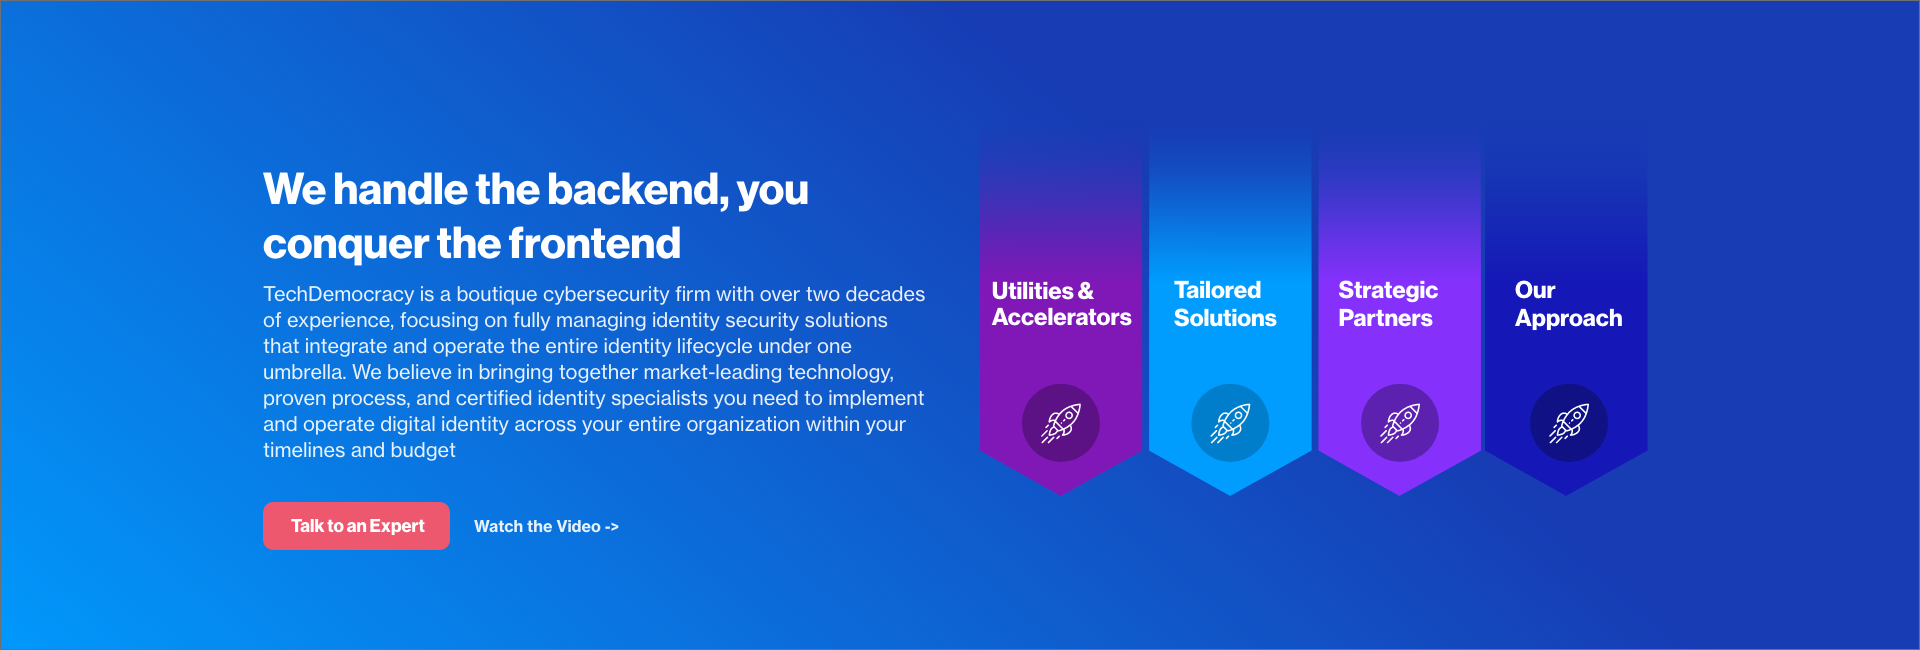 We handle the backend, you
conquer the frontend
TechDemocracy is a boutique cybersecurity firm with over two decades
of experience, focusing on fully managing identity security solutions
that integrate and operate the entire identity lifecycle under one
umbrella. We believe in bringing together market-leading technology,
proven process, and certified identity specialists you need to implement
and operate digital identity across your entire organization within your
timelines and budget
Talk to an Expert
Watch the Video ->
Utilities &
Accelerators
Tailored
Solutions
Strategic
Partners
Our
Approach